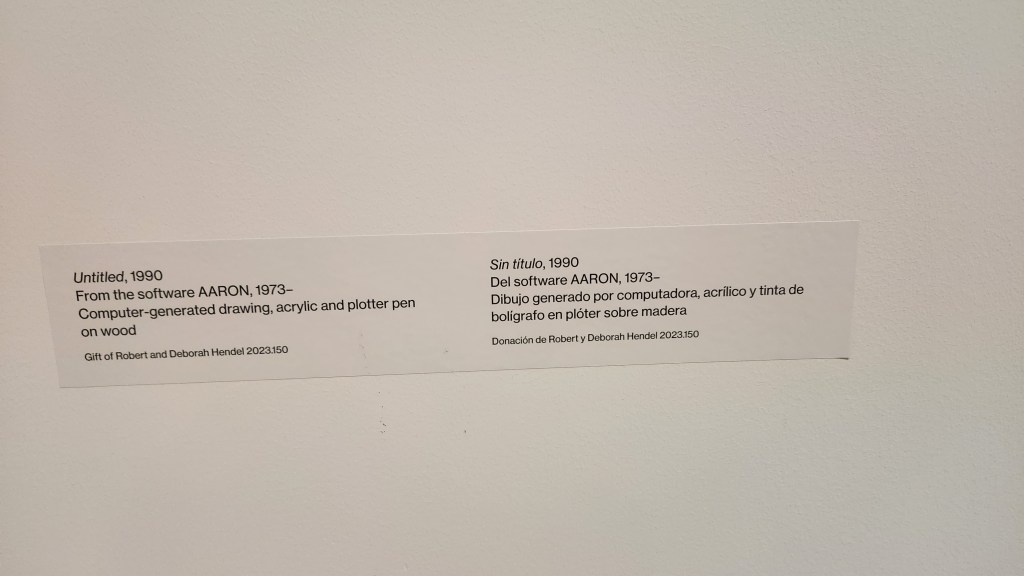 Untitled, 1990
From the software AARON, 1973–
Computer-generated drawing, acrylic and plotter pen
on wood
Gift of Robert and Deborah Hendel 2023.150
Sin título, 1990
Del software AARON, 1973–
Dibujo generado por computadora, acrílico y tinta de
bolígrafo en plóter sobre madera
Donación de Robert y Deborah Hendel 2023.150